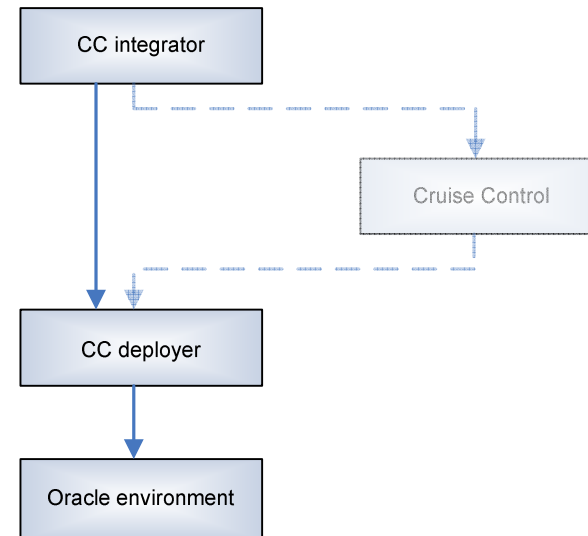 CC integrator
Cruise Control
CC deployer
Oracle environment